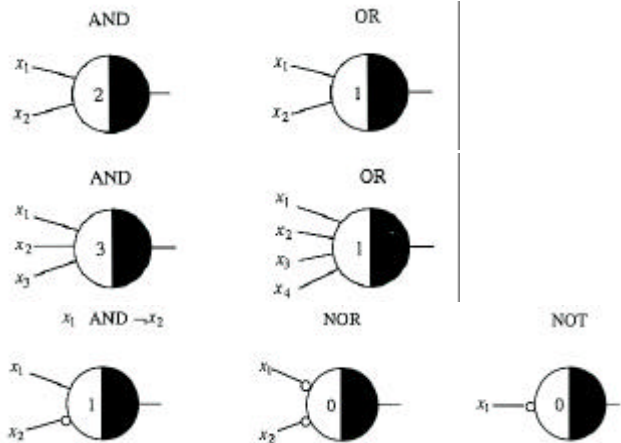 AND OR
x₁ x₁
2 1
x₂ x₂
AND OR
x₁ x₁
x₂ 3 x₂ 1
x₃ x₃
x₄
x₁ AND ¬x₂ NOR NOT
x₁ x₁
1 0 x₁ 0
x₂ x₂